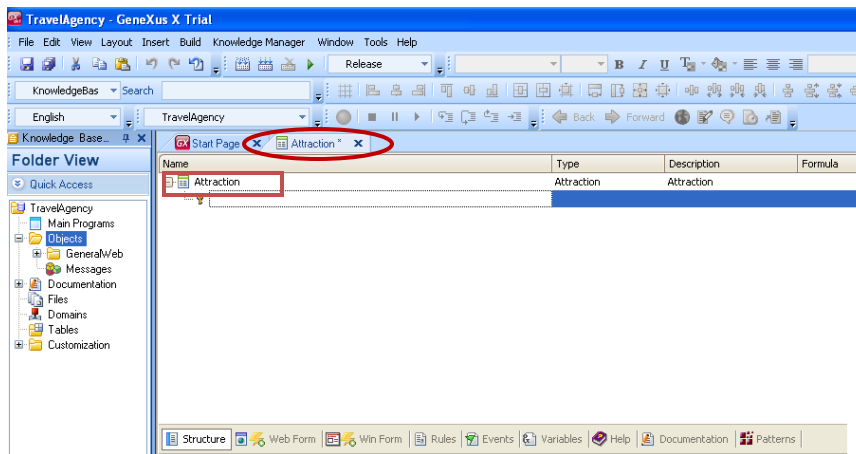 TravelAgency - GeneXus X Trial
File Edit View Layout Insert Build Knowledge Manager Window Tools Help
Release B I U
KnowledgeBas Search
English TravelAgency Back Forward
Knowledge Base... Start Page Attraction *
Folder View Name Type Description Formula
Quick Access Attraction Attraction Attraction
TravelAgency
Main Programs
Objects
GeneralWeb
Messages
Documentation
Files
Domains
Tables
Customization
Structure Web Form Win Form Rules Events Variables Help Documentation Patterns